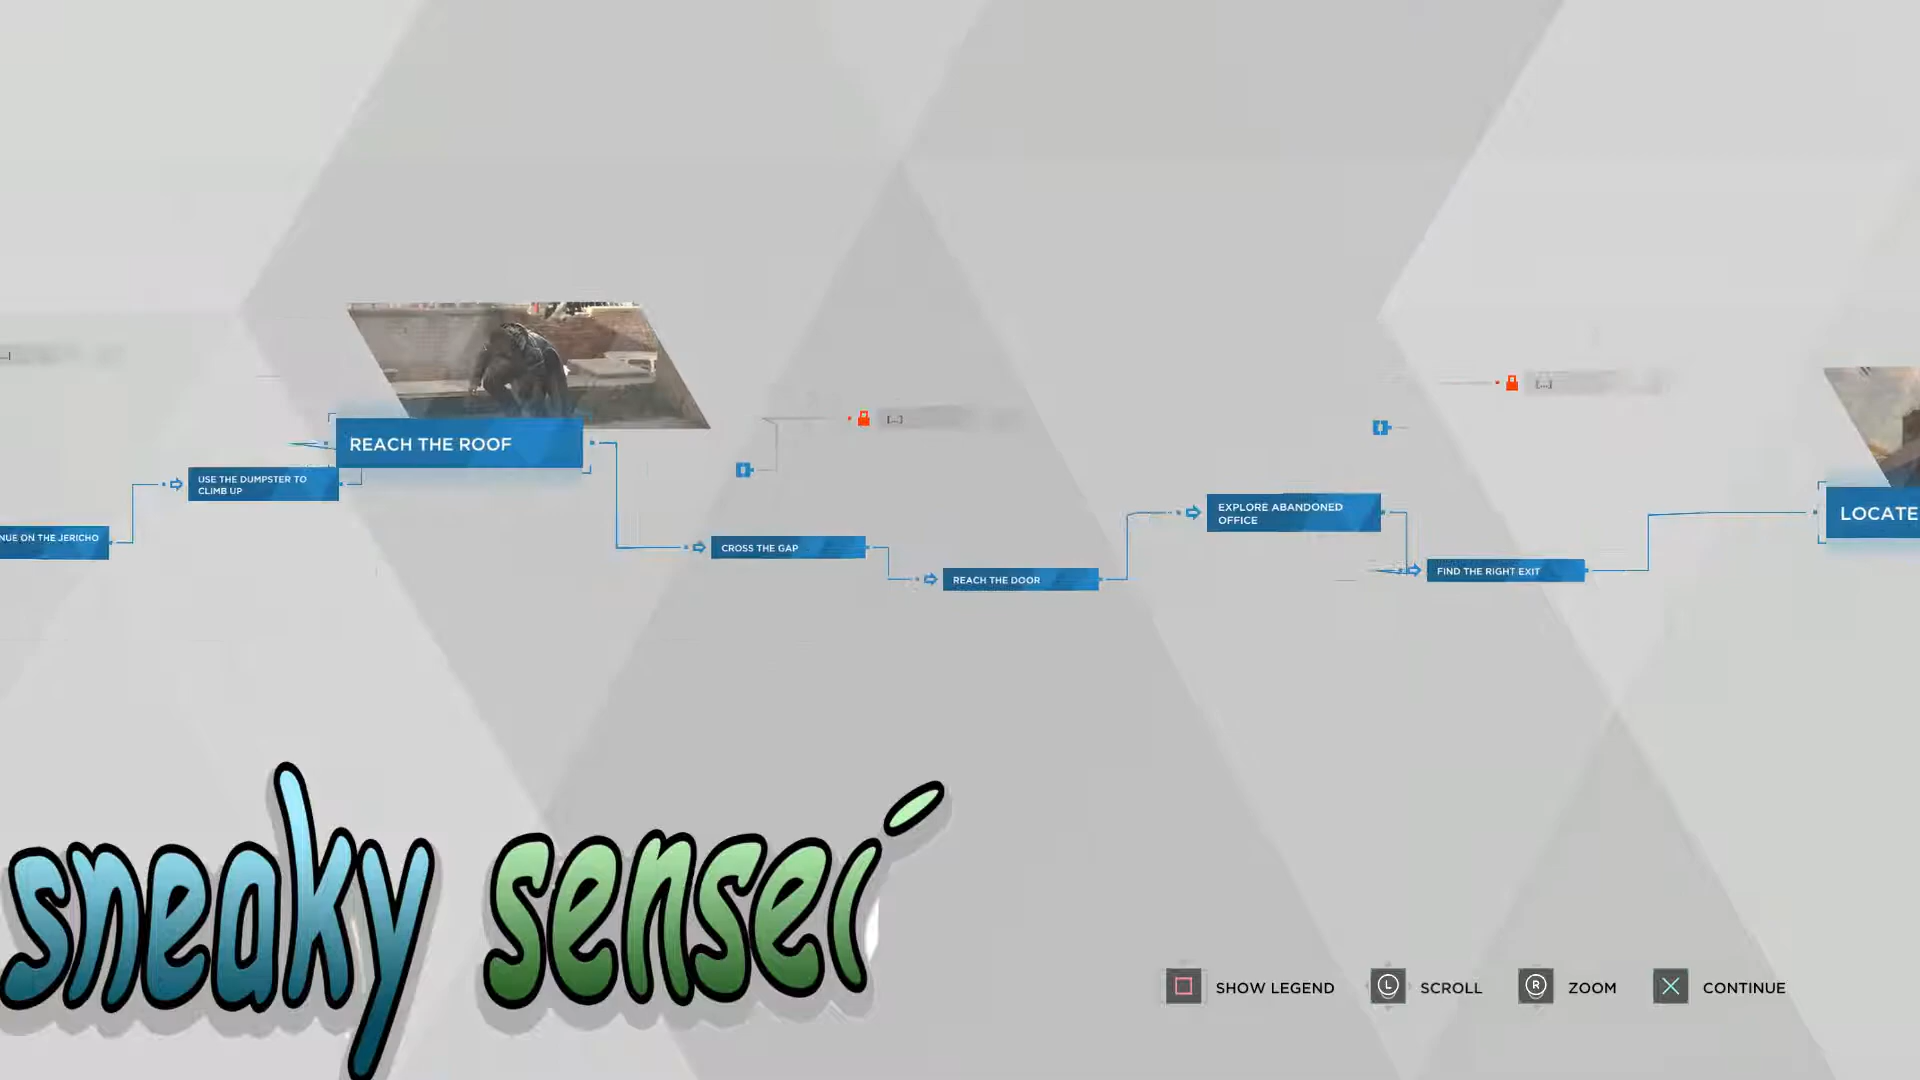 REACH THE ROOF
USE THE DUMPSTER TO
CLIMB UP
NUE ON THE JERICHO
CROSS THE GAP
REACH THE DOOR
EXPLORE ABANDONED
OFFICE
FIND THE RIGHT EXIT
LOCATE
sneaky sensei
SHOW LEGEND
L
SCROLL
R
ZOOM
CONTINUE